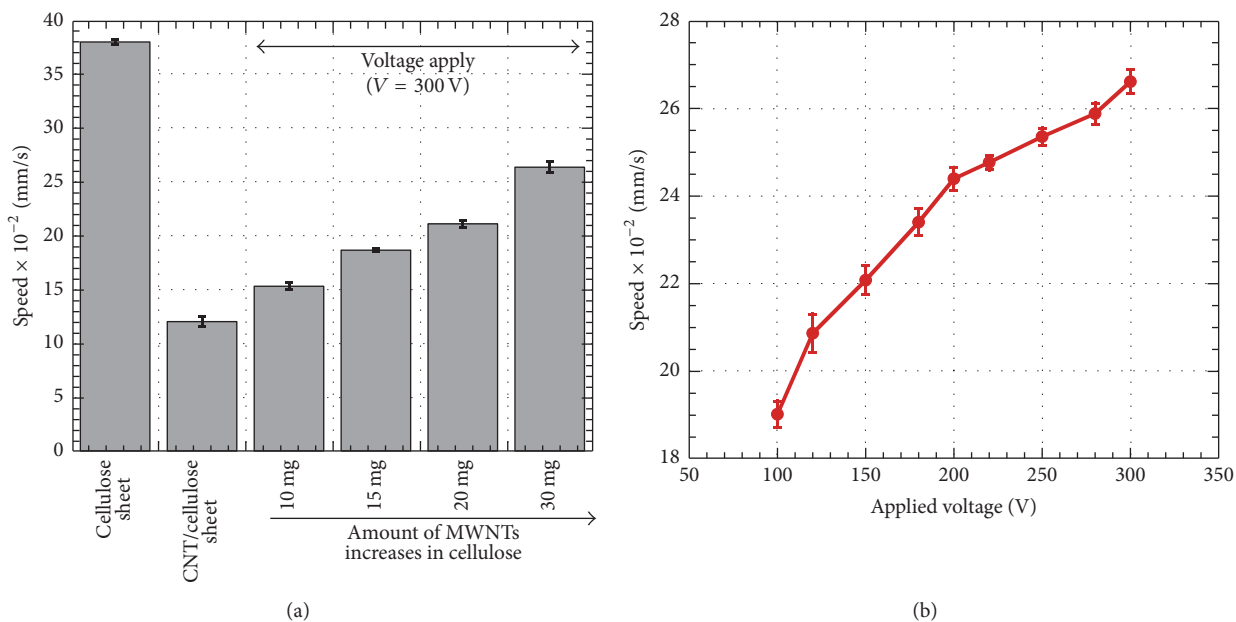 40
35
30
25
20
15
10
5
0
Speed × 10⁻² (mm/s)
Voltage apply
(V = 300 V)
Cellulose
sheet
CNT/cellulose
sheet
10 mg
15 mg
20 mg
30 mg
Amount of MWNTs
increases in cellulose
(a)
28
26
24
22
20
18
Speed × 10⁻² (mm/s)
50
100
150
200
250
300
350
Applied voltage (V)
(b)